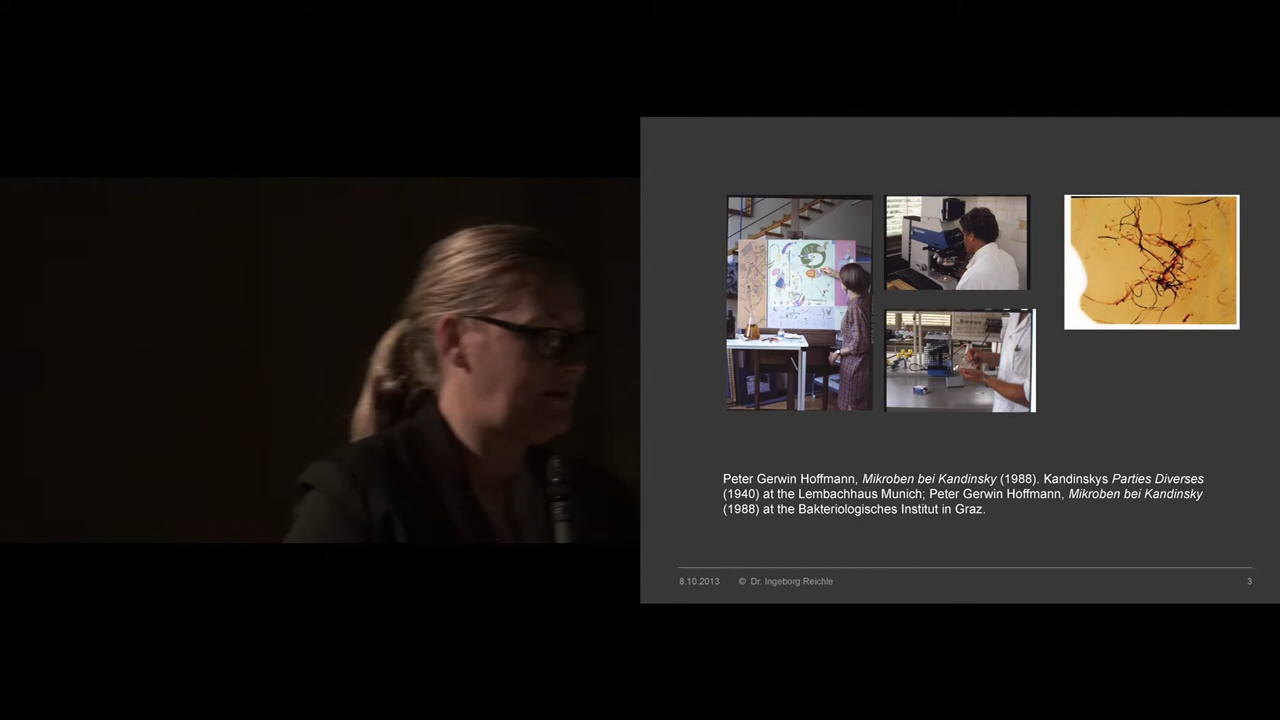 Peter Gerwin Hoffmann, Mikroben bei Kandinsky (1988). Kandinskys Parties Diverses
(1940) at the Lembachhaus Munich; Peter Gerwin Hoffmann, Mikroben bei Kandinsky
(1988) at the Bakteriologisches Institut in Graz.
8.10.2013 © Dr. Ingeborg Reichle 3